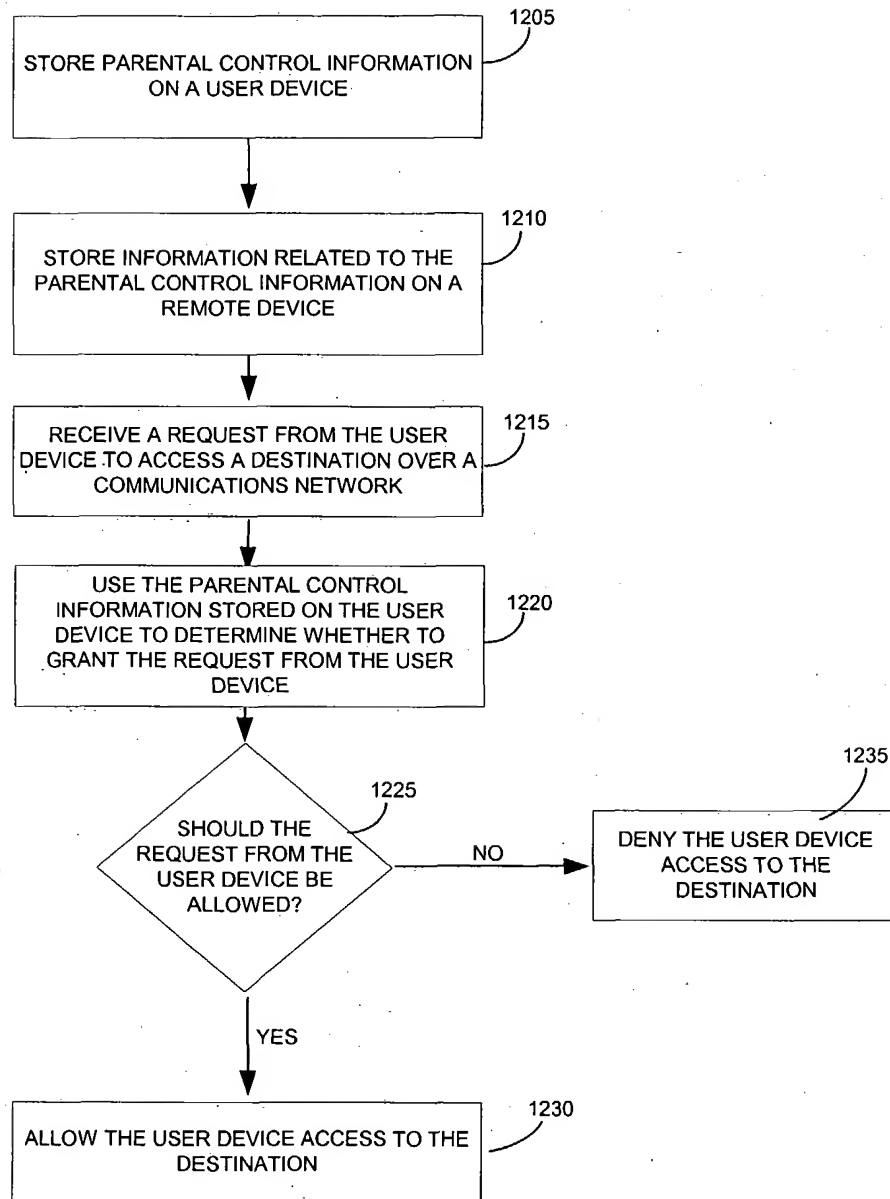 1205
STORE PARENTAL CONTROL INFORMATION
ON A USER DEVICE
1210
STORE INFORMATION RELATED TO THE
PARENTAL CONTROL INFORMATION ON A
REMOTE DEVICE
1215
RECEIVE A REQUEST FROM THE USER
DEVICE TO ACCESS A DESTINATION OVER A
COMMUNICATIONS NETWORK
USE THE PARENTAL CONTROL
INFORMATION STORED ON THE USER
DEVICE TO DETERMINE WHETHER TO
GRANT THE REQUEST FROM THE USER
DEVICE
1220
1225
SHOULD THE
REQUEST FROM THE
USER DEVICE BE
ALLOWED?
NO
1235
DENY THE USER DEVICE
ACCESS TO THE
DESTINATION
YES
1230
ALLOW THE USER DEVICE ACCESS TO THE
DESTINATION